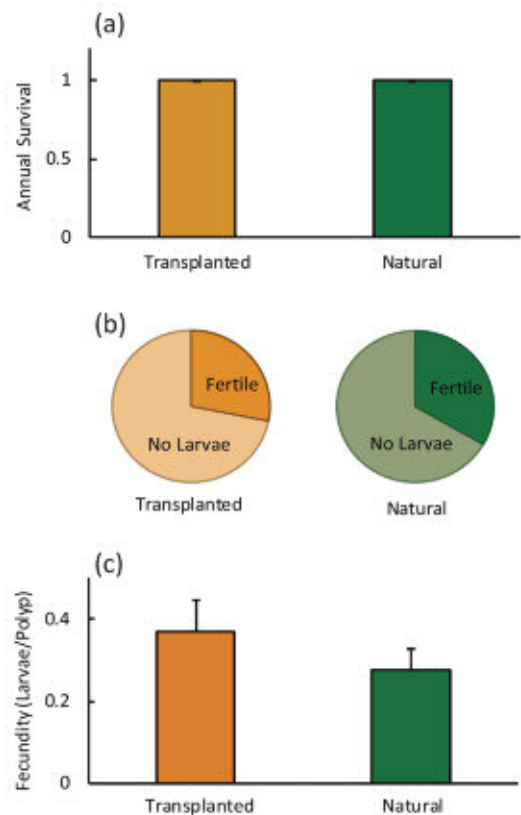 (a)
Annual Survival
1
0.5
0
Transplanted Natural
(b)
Fertile Fertile
No Larvae No Larvae
Transplanted Natural
(c)
Fecundity (Larvae/Polyp)
0.4
0.2
0
Transplanted Natural